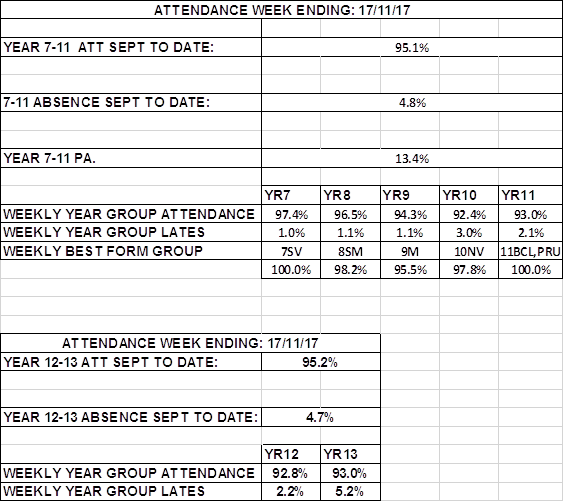 ATTENDANCE WEEK ENDING: 17/11/17
YEAR 7-11 ATT SEPT TO DATE: 95.1%
7-11 ABSENCE SEPT TO DATE: 4.8%
YEAR 7-11 PA. 13.4%
YR7 YR8 YR9 YR10 YR11
WEEKLY YEAR GROUP ATTENDANCE 97.4% 96.5% 94.3% 92.4% 93.0%
WEEKLY YEAR GROUP LATES 1.0% 1.1% 1.1% 3.0% 2.1%
WEEKLY BEST FORM GROUP 7SV 8SM 9M 10NV 11BCL,PRU
100.0% 98.2% 95.5% 97.8% 100.0%
ATTENDANCE WEEK ENDING: 17/11/17
YEAR 12-13 ATT SEPT TO DATE: 95.2%
YEAR 12-13 ABSENCE SEPT TO DATE: 4.7%
YR12 YR13
WEEKLY YEAR GROUP ATTENDANCE 92.8% 93.0%
WEEKLY YEAR GROUP LATES 2.2% 5.2%